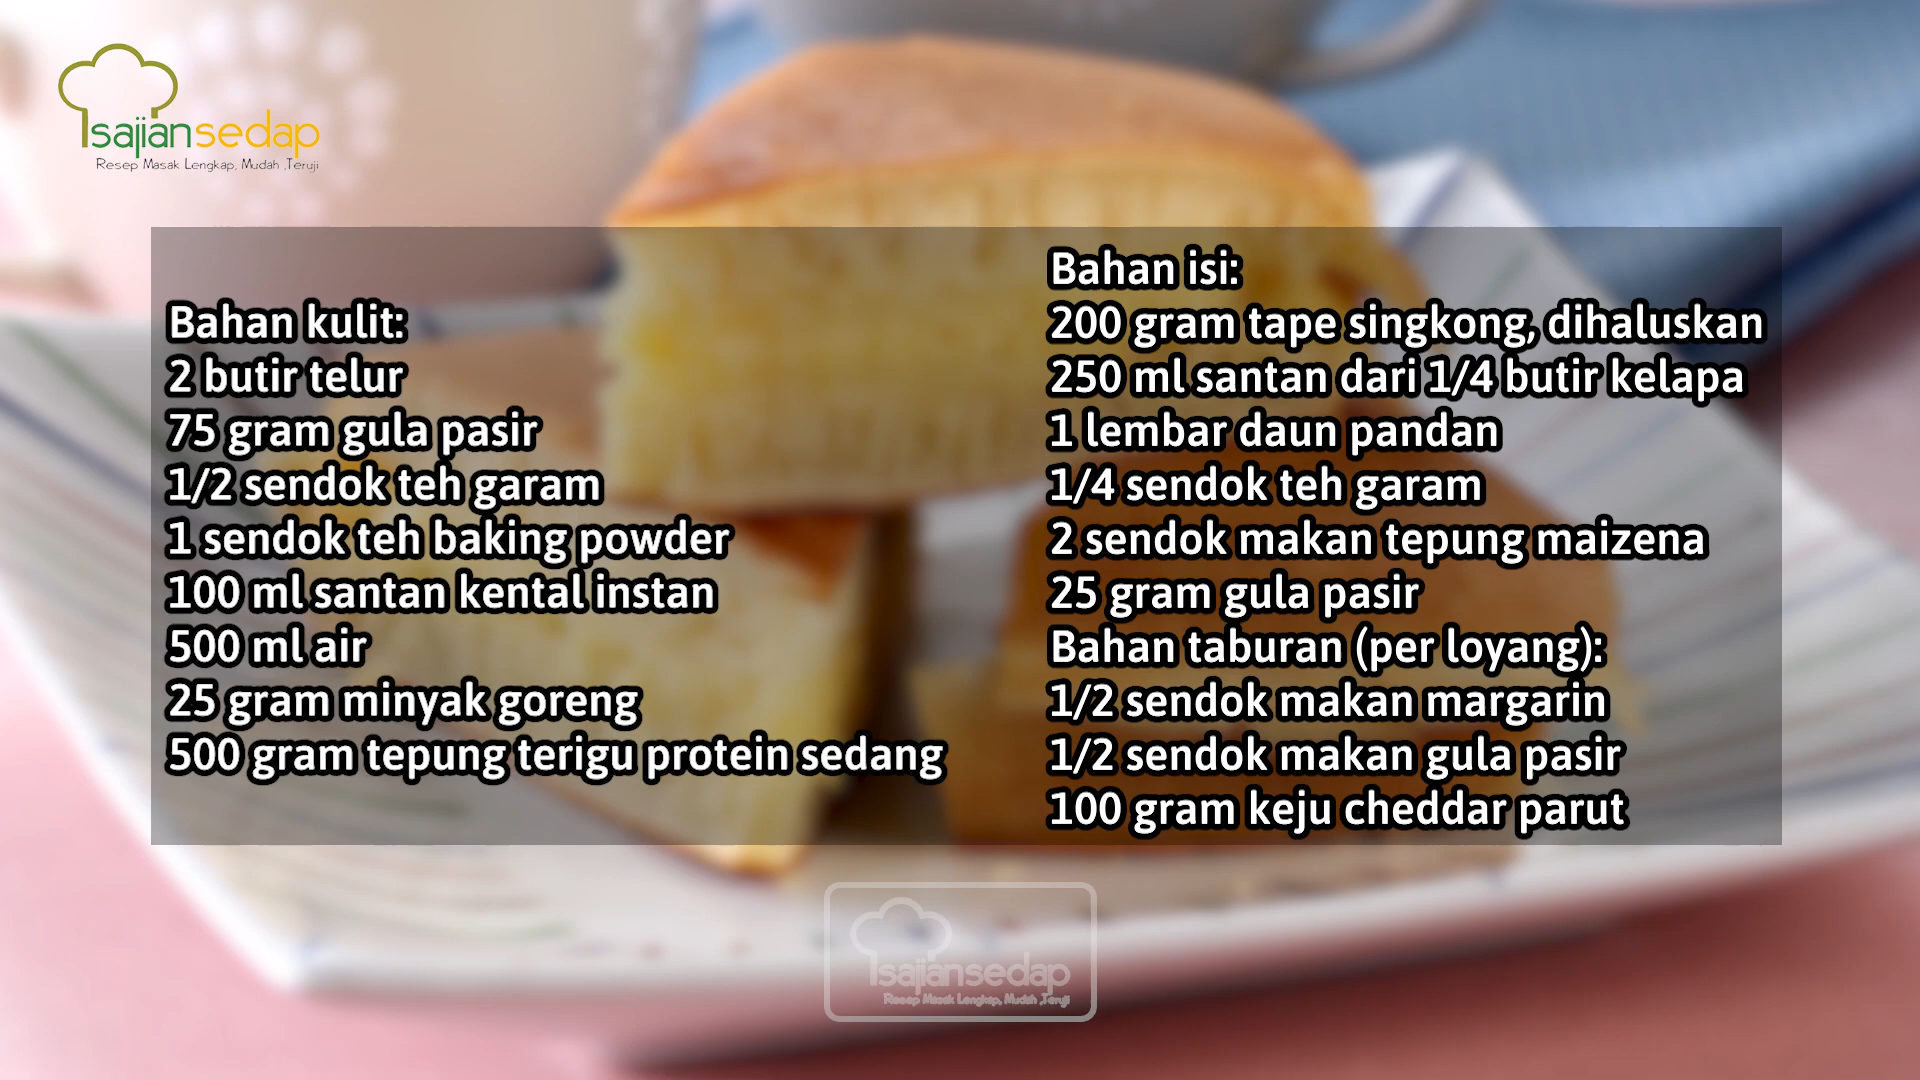 sajiansedap
Resep Masak Lengkap, Mudah ,Teruji
Bahan kulit:
2 butir telur
75 gram gula pasir
1/2 sendok teh garam
1 sendok teh baking powder
100 ml santan kental instan
500 ml air
25 gram minyak goreng
500 gram tepung terigu protein sedang
Bahan isi:
200 gram tape singkong, dihaluskan
250 ml santan dari 1/4 butir kelapa
1 lembar daun pandan
1/4 sendok teh garam
2 sendok makan tepung maizena
25 gram gula pasir
Bahan taburan (per loyang):
1/2 sendok makan margarin
1/2 sendok makan gula pasir
100 gram keju cheddar parut
sajiansedap
Resep Masak Lengkap, Mudah ,Teruji